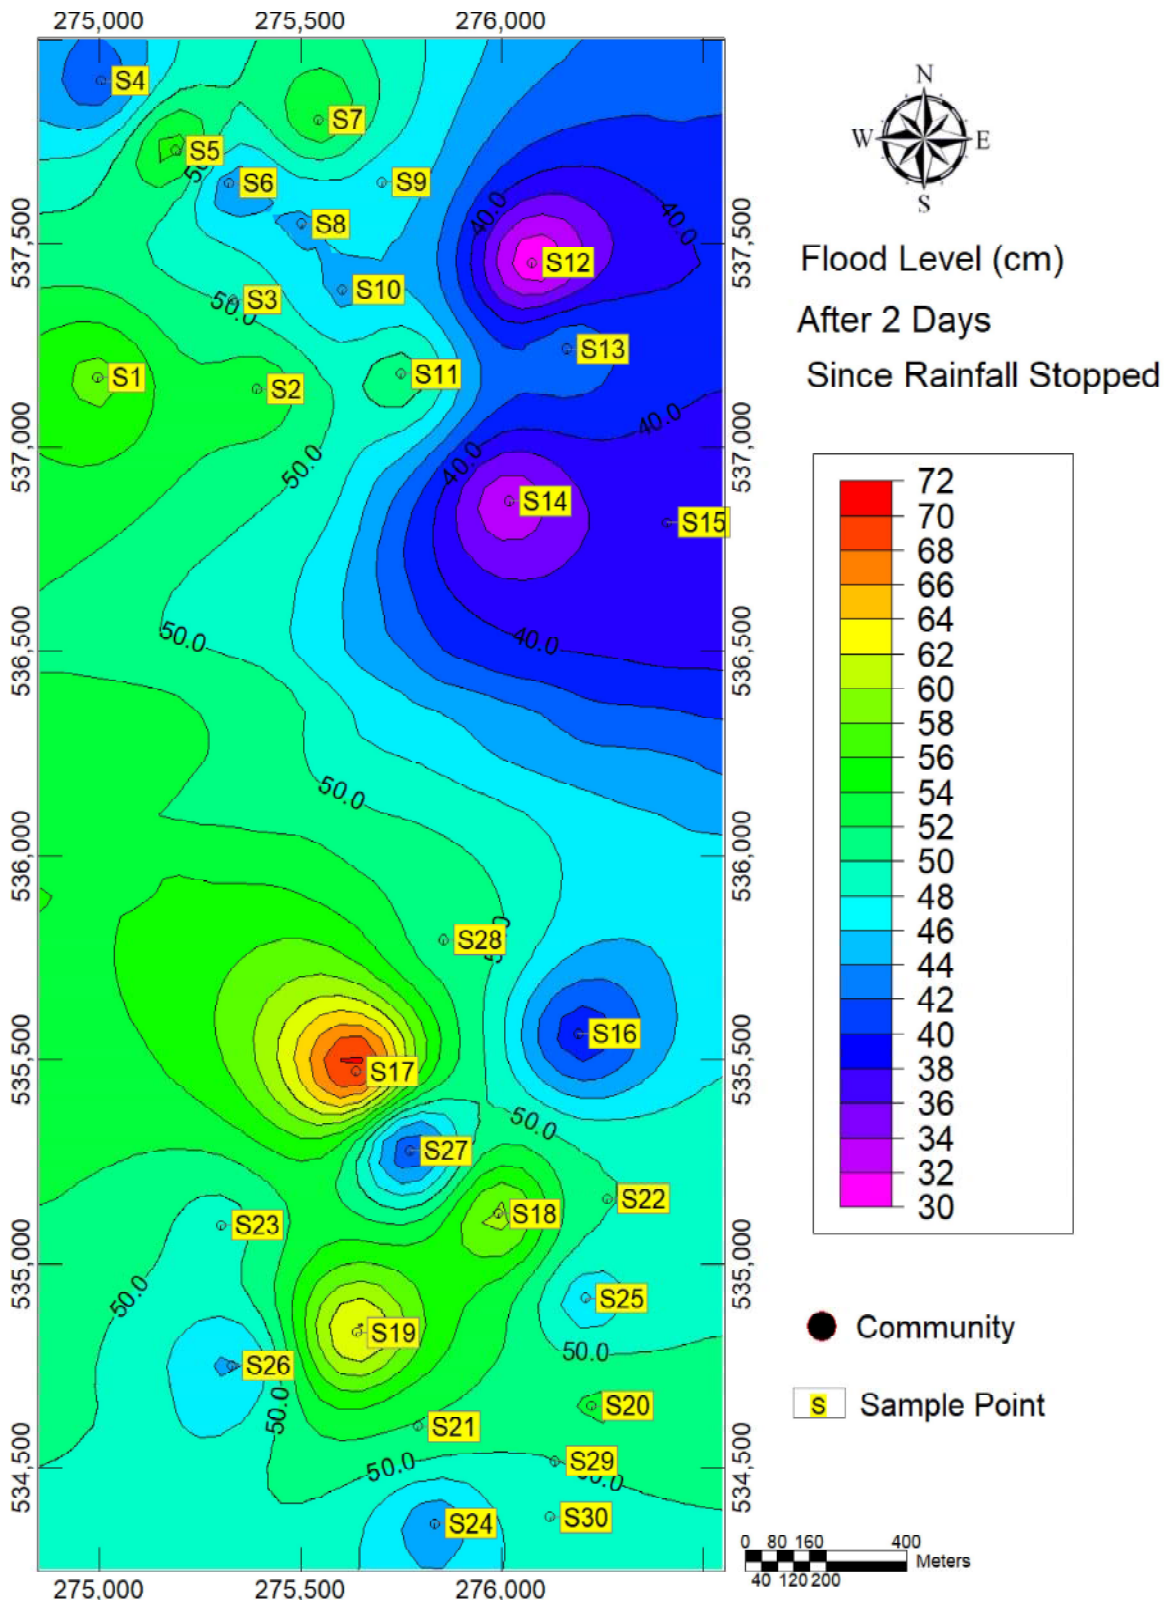 275,000 275,500 276,000
N
W E
S
Flood Level (cm)
After 2 Days
Since Rainfall Stopped
72
70
68
66
64
62
60
58
56
54
52
50
48
46
44
42
40
38
36
34
32
30
Community
S Sample Point
0 80 160 400
Meters
40 120 200
537,500
537,000
536,500
536,000
535,500
535,000
534,500
537,500
537,000
536,500
536,000
535,500
535,000
534,500
S4
S7
S5
S6
S9
S8
S12
S10
S3
S13
S1
S11
S2
S14
S15
S28
S16
S17
S27
S22
S18
S23
S25
S19
S26
S20
S21
S29
S30
S24
40.0
40.0
50.0
40.0
40.0
50.0
50.0
40.0
50.0
50.0
50.0
50.0
50.0
50.0
275,000 275,500 276,000